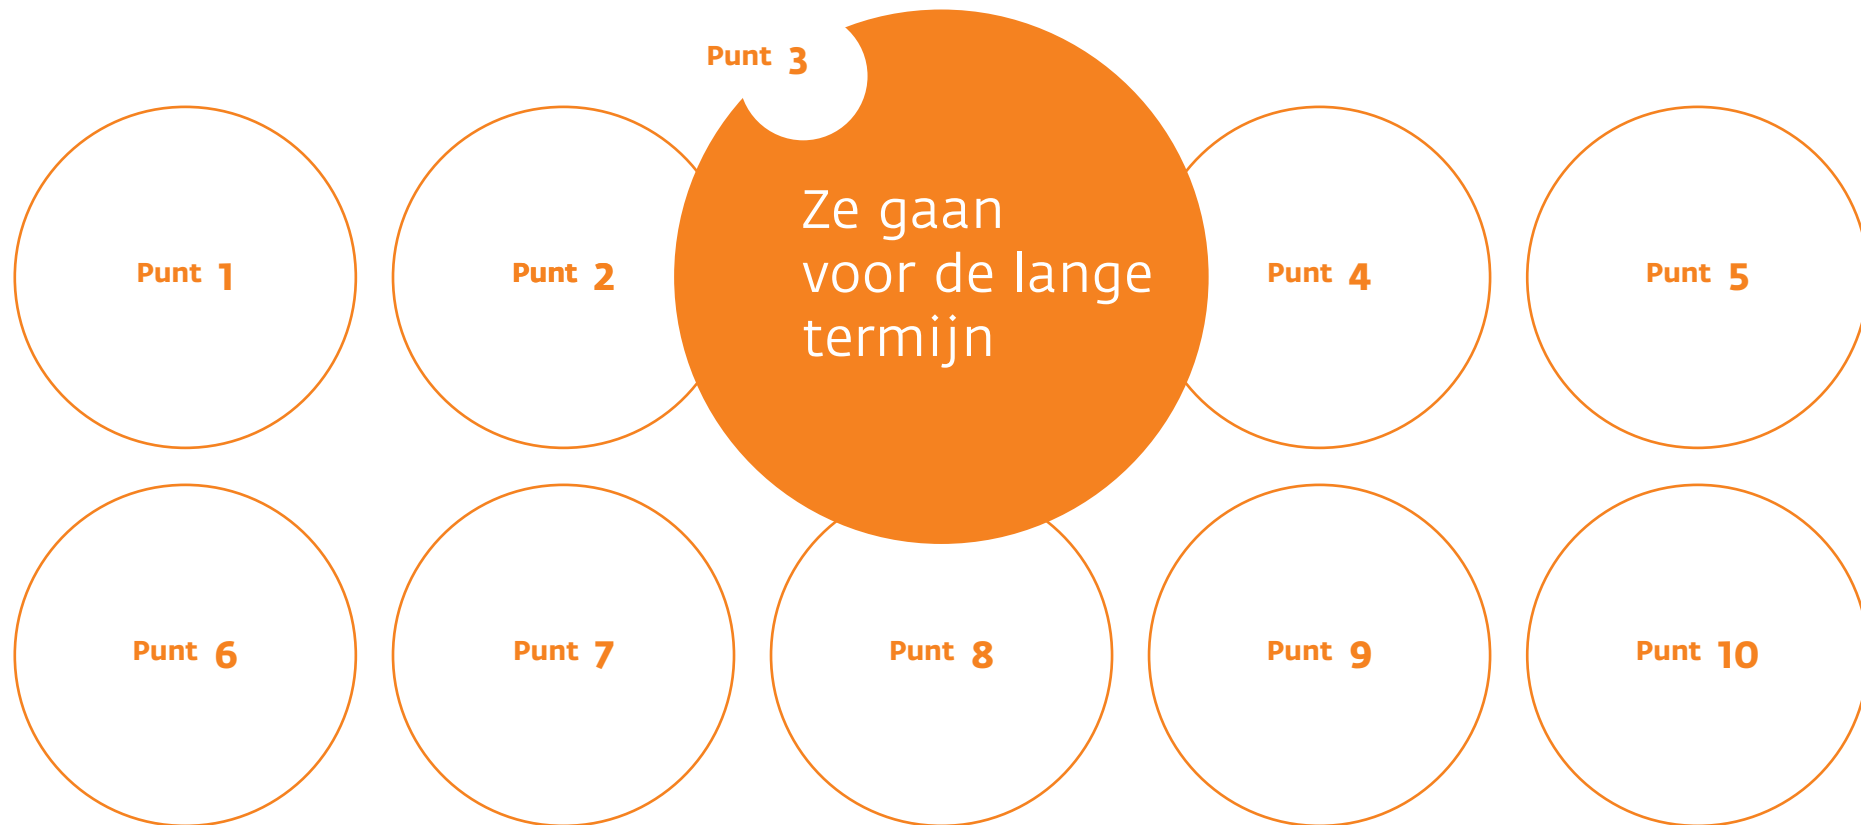 Punt 3
Ze gaan
voor de lange
termijn
Punt 1
Punt 2
Punt 4
Punt 5
Punt 6
Punt 7
Punt 8
Punt 9
Punt 10